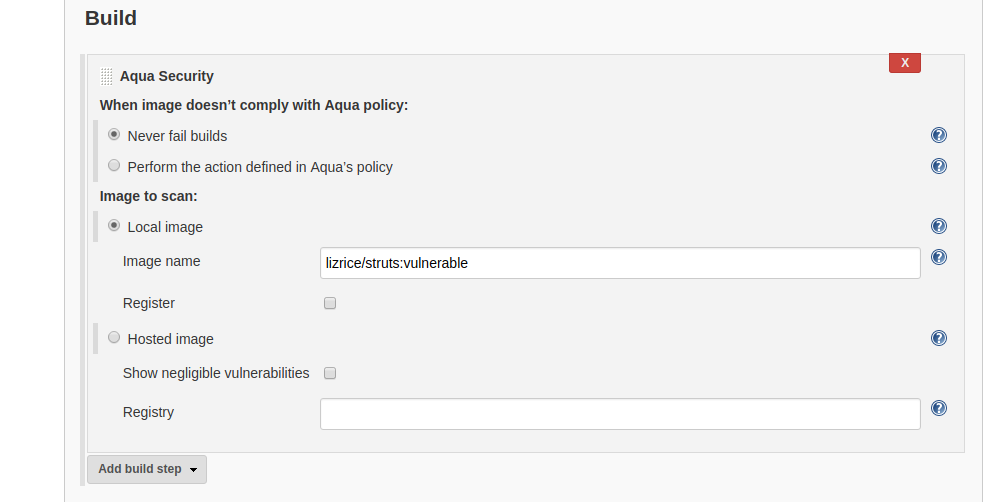 Build
X
Aqua Security
When image doesn’t comply with Aqua policy:
Never fail builds
Perform the action defined in Aqua’s policy
Image to scan:
Local image
Image name
lizrice/struts:vulnerable
Register
Hosted image
Show negligible vulnerabilities
Registry
Add build step